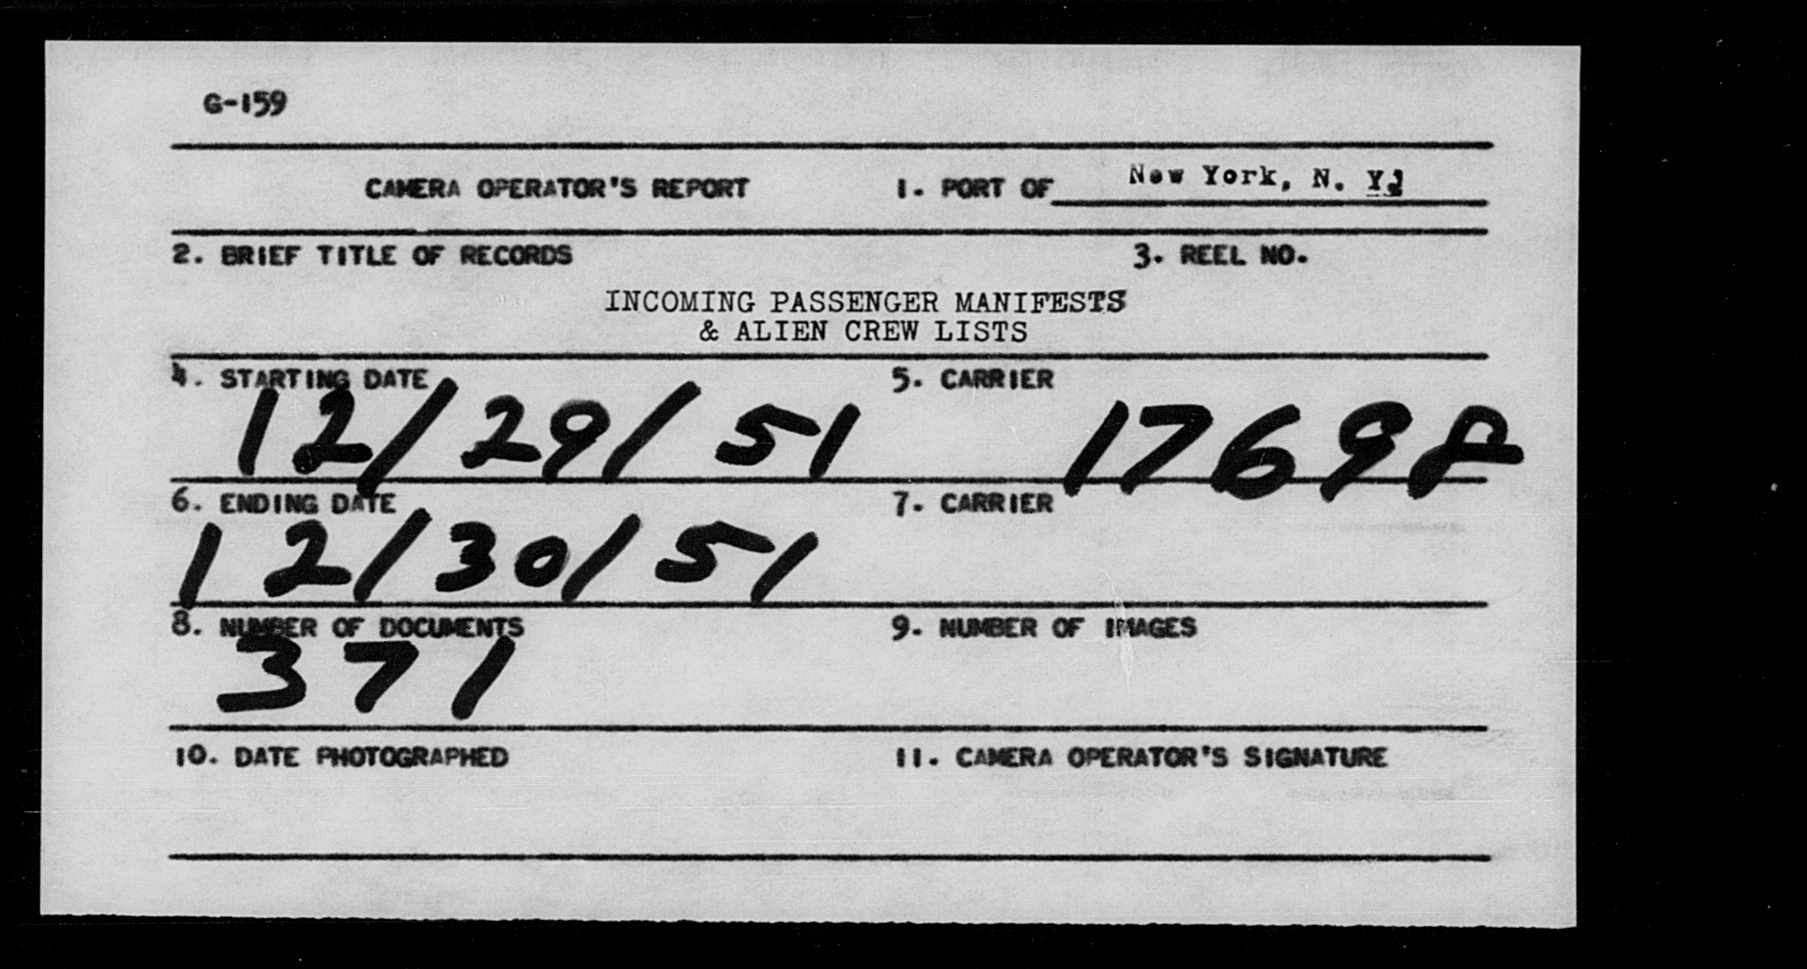 G-159
CAMERA OPERATOR'S REPORT 1. PORT OF New York, N. Y.
2. BRIEF TITLE OF RECORDS 3. REEL NO.
INCOMING PASSENGER MANIFESTS
& ALIEN CREW LISTS
4. STARTING DATE 5. CARRIER
12/29/51 17698
6. ENDING DATE 7. CARRIER
12/30/51
8. NUMBER OF DOCUMENTS 9. NUMBER OF IMAGES
371
10. DATE PHOTOGRAPHED 11. CAMERA OPERATOR'S SIGNATURE